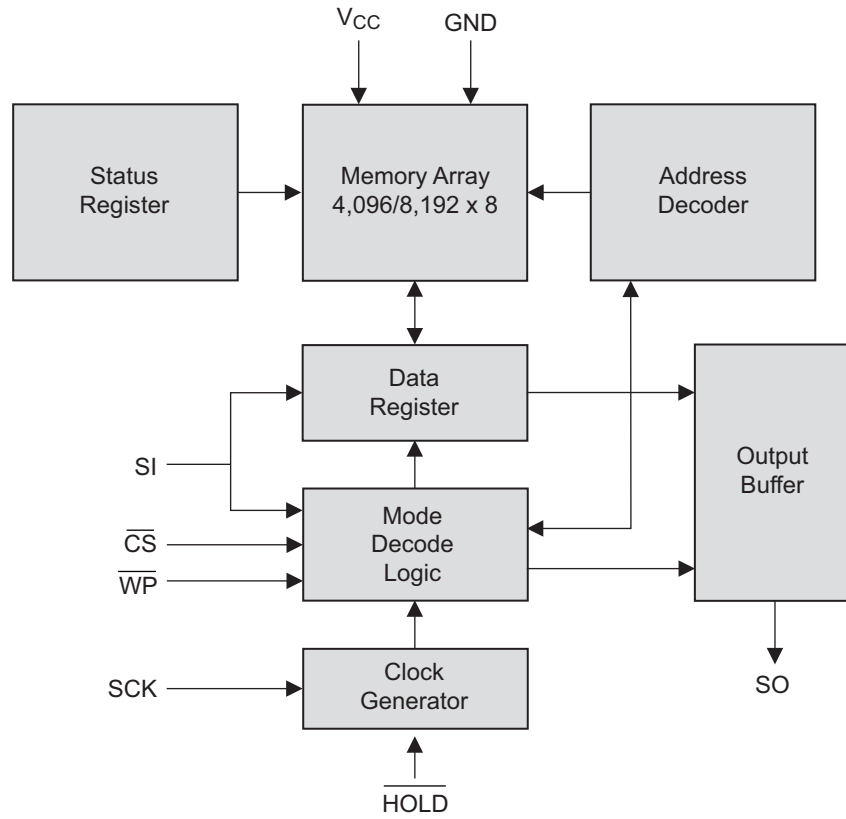 VCC
GND
Status
Register
Memory Array
4,096/8,192 x 8
Address
Decoder
Data
Register
Output
Buffer
SI
Mode
Decode
Logic
CS
WP
SCK
Clock
Generator
SO
HOLD